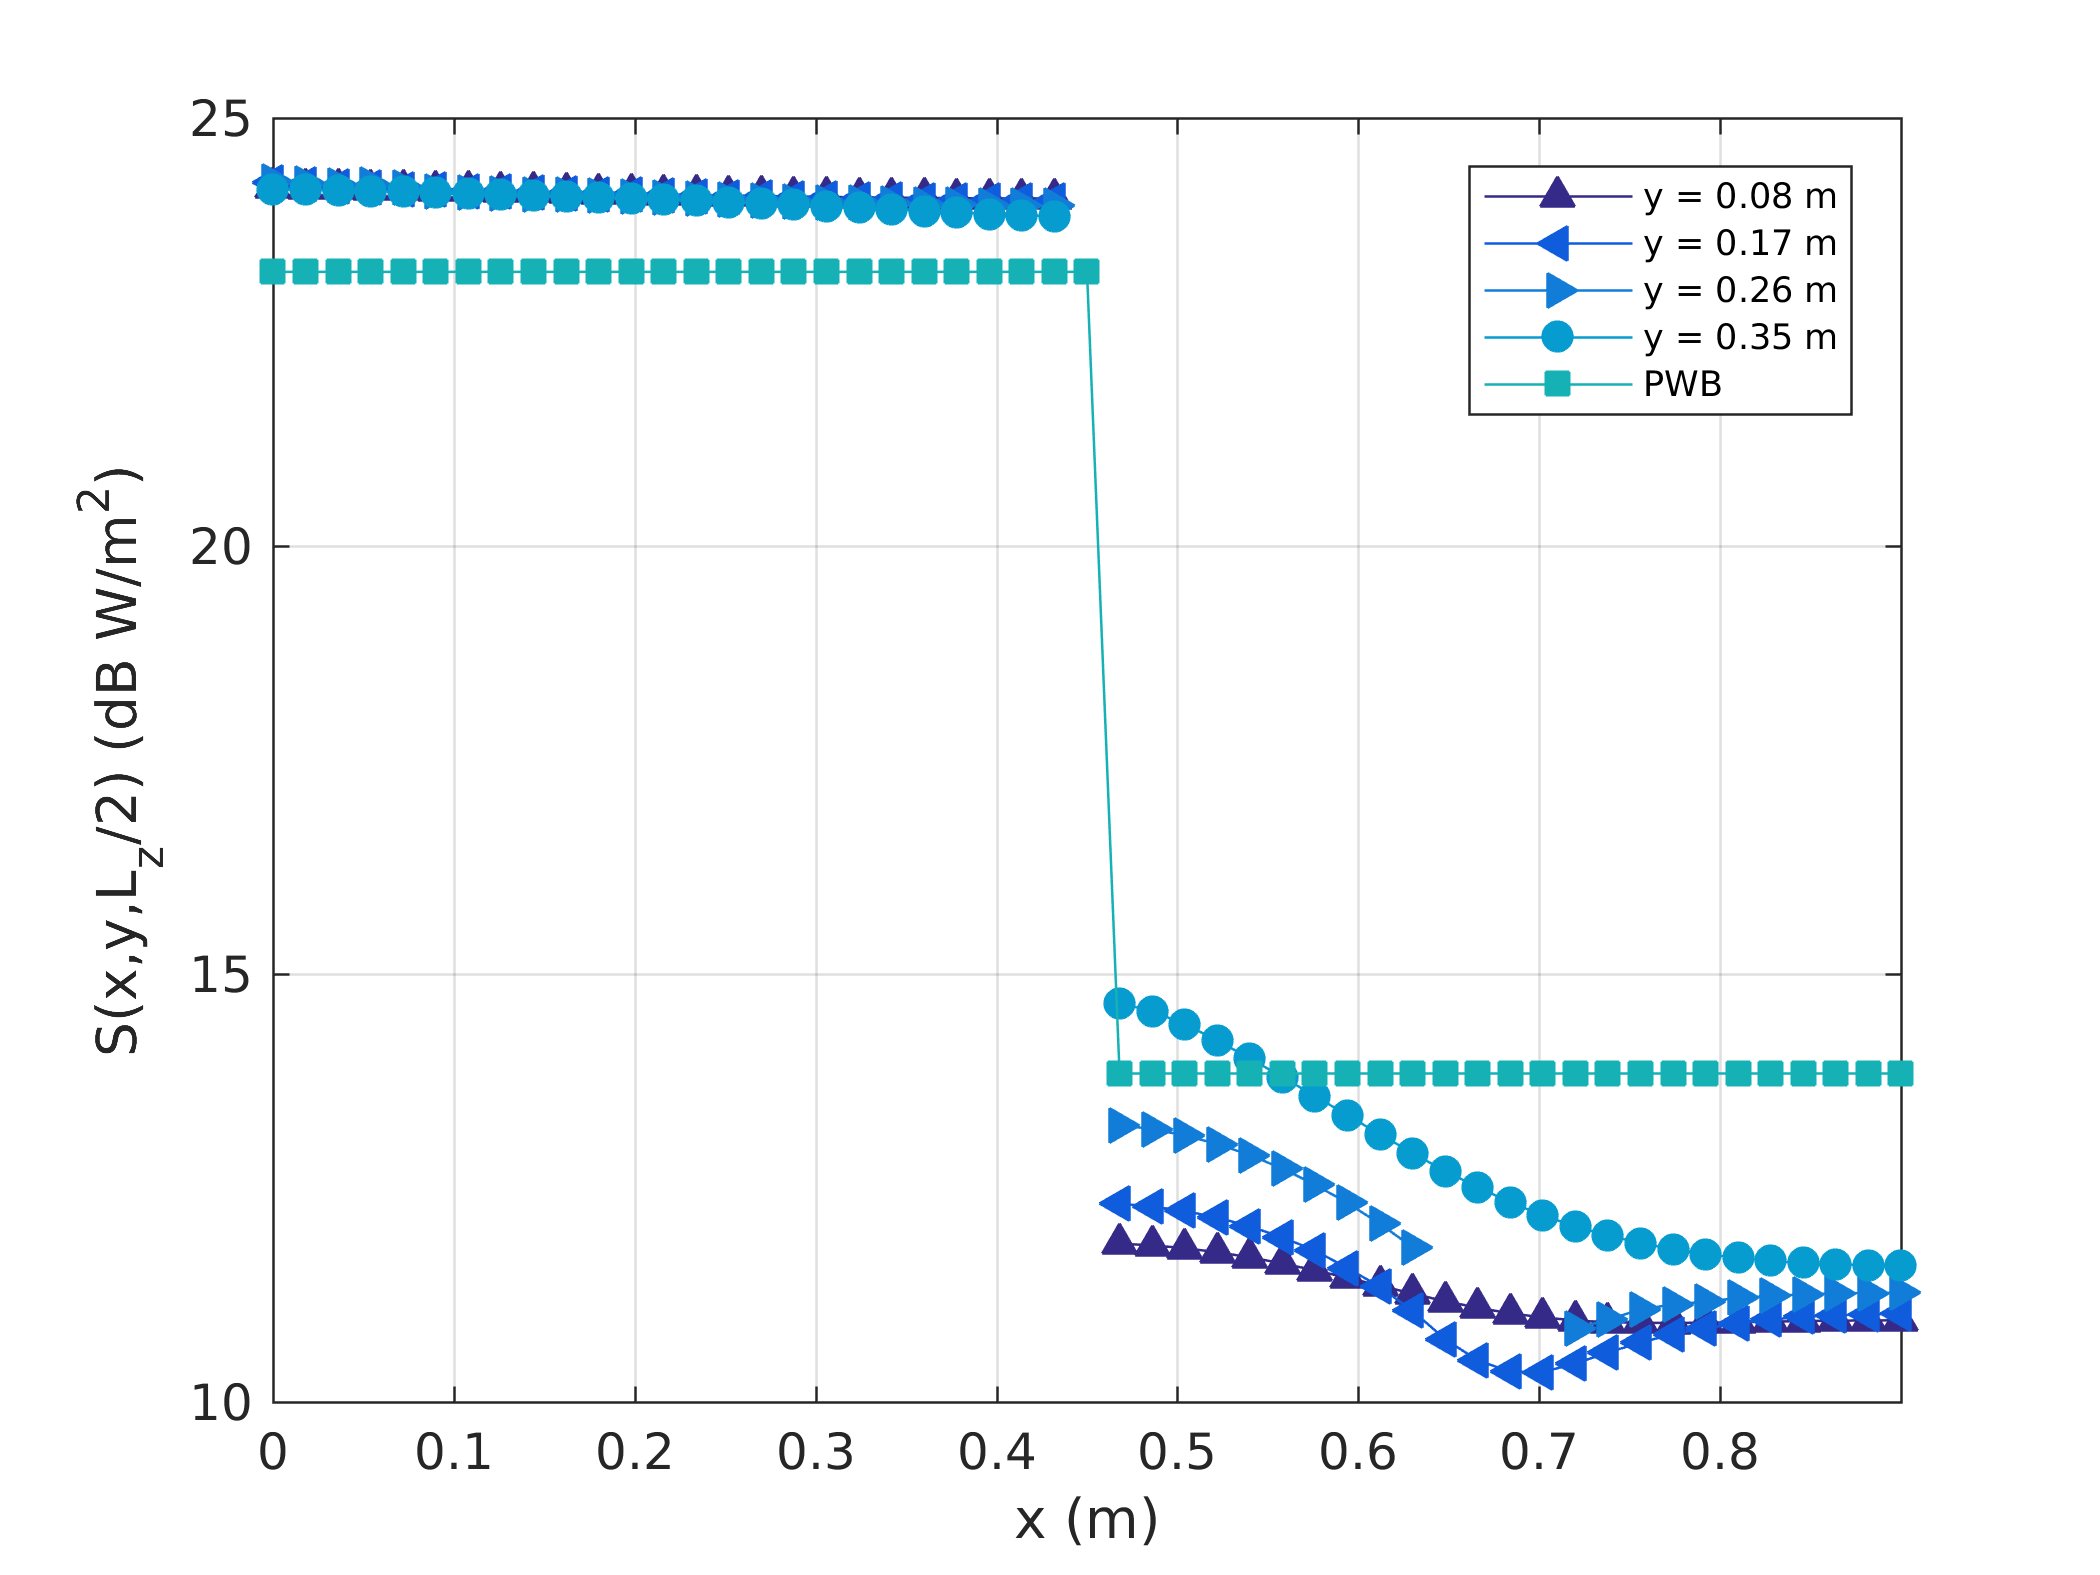 25
20
15
10
0 0.1 0.2 0.3 0.4 0.5 0.6 0.7 0.8
x (m)
S(x,y,L_z/2) (dB W/m^2)
y = 0.08 m
y = 0.17 m
y = 0.26 m
y = 0.35 m
PWB